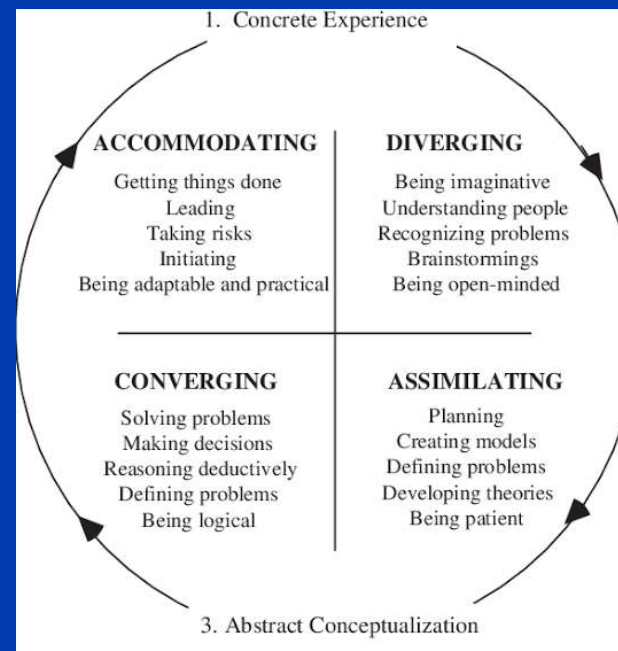 1. Concrete Experience
ACCOMMODATING
Getting things done
Leading
Taking risks
Initiating
Being adaptable and practical
DIVERGING
Being imaginative
Understanding people
Recognizing problems
Brainstormings
Being open-minded
CONVERGING
Solving problems
Making decisions
Reasoning deductively
Defining problems
Being logical
ASSIMILATING
Planning
Creating models
Defining problems
Developing theories
Being patient
3. Abstract Conceptualization